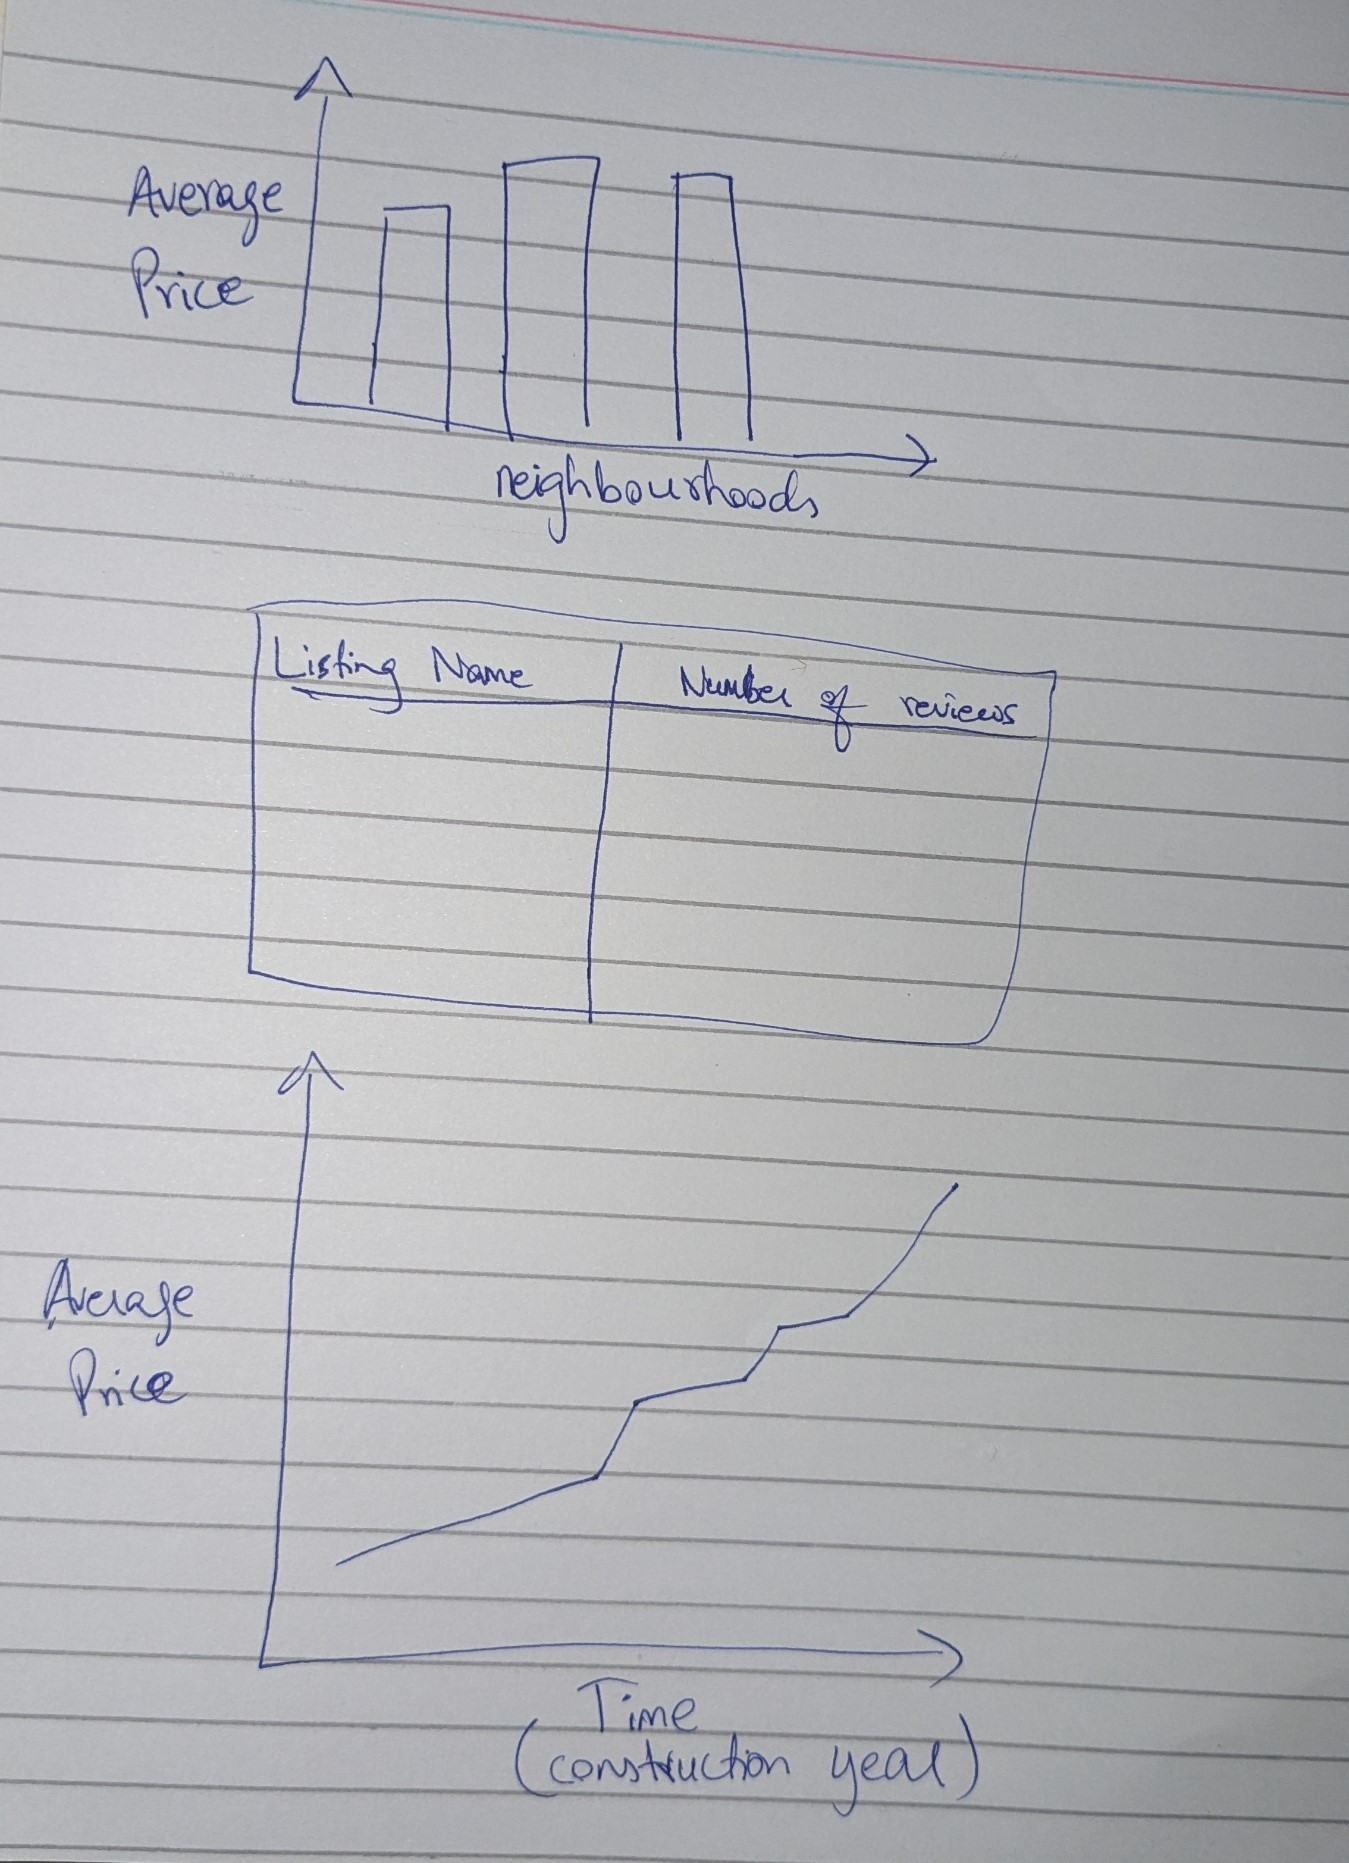 Average
Price
neighbourhoods
Listing Name
Number of reviews
Average
Price
Time
(construction year)